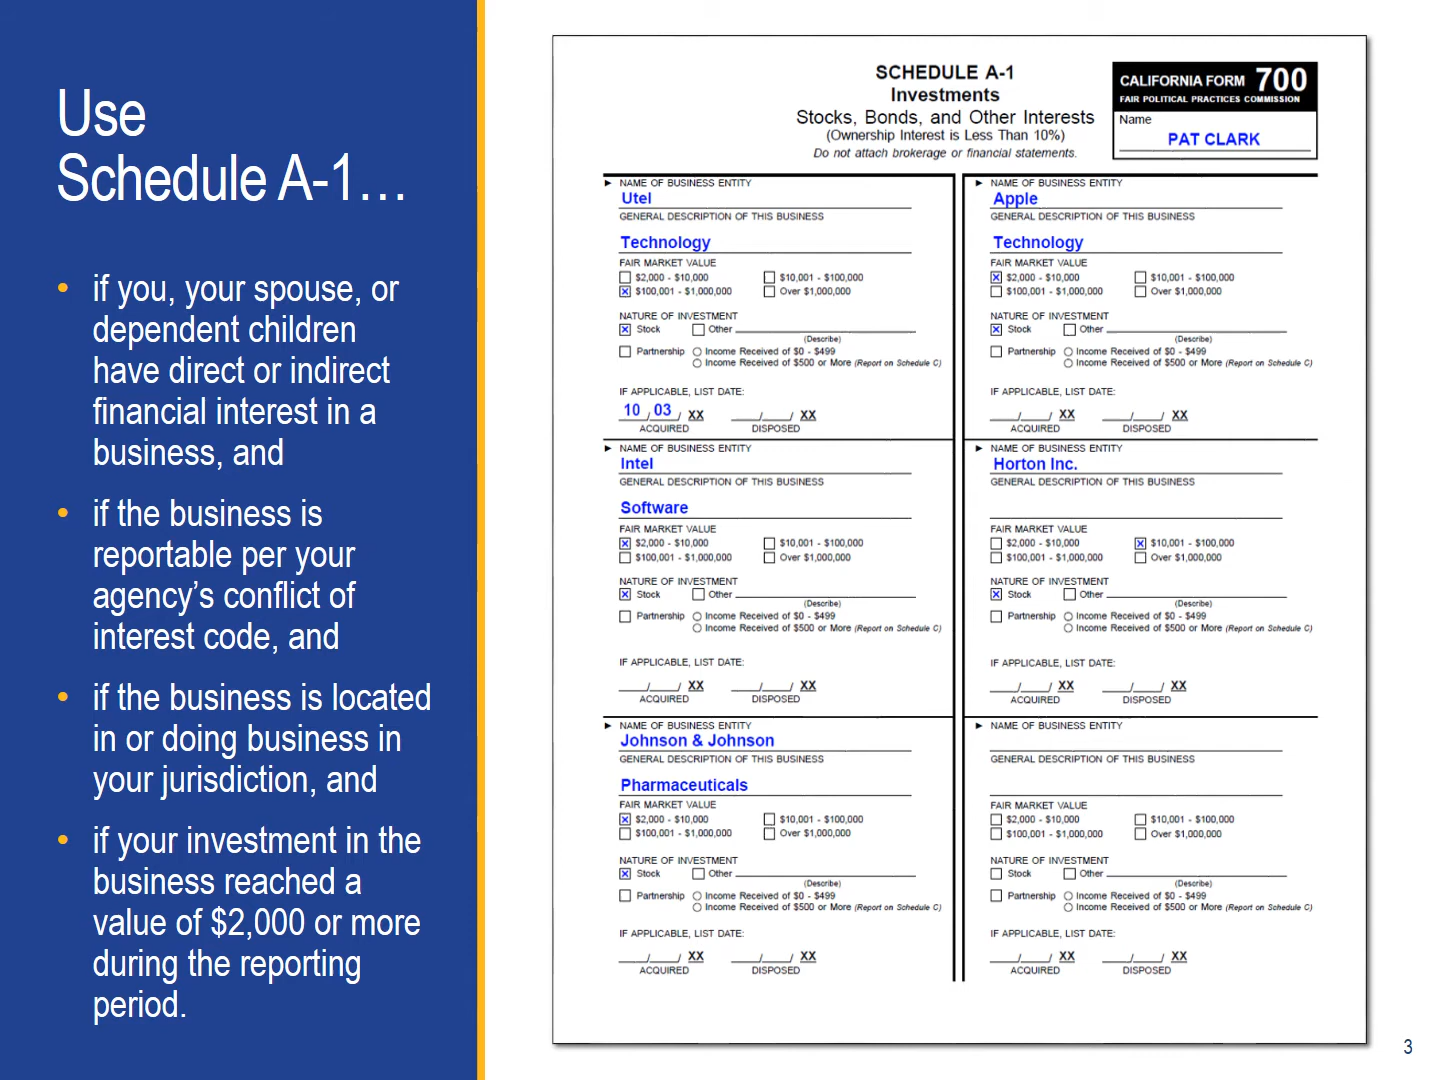 Use
Schedule A-1…
• if you, your spouse, or
dependent children
have direct or indirect
financial interest in a
business, and
• if the business is
reportable per your
agency’s conflict of
interest code, and
• if the business is located
in or doing business in
your jurisdiction, and
• if your investment in the
business reached a
value of $2,000 or more
during the reporting
period.
SCHEDULE A-1
Investments
Stocks, Bonds, and Other Interests
(Ownership Interest is Less Than 10%)
Do not attach brokerage or financial statements.
CALIFORNIA FORM 700
FAIR POLITICAL PRACTICES COMMISSION
Name
PAT CLARK
► NAME OF BUSINESS ENTITY
Utel
GENERAL DESCRIPTION OF THIS BUSINESS
Technology
FAIR MARKET VALUE
☐ $2,000 - $10,000 ☐ $10,001 - $100,000
☒ $100,001 - $1,000,000 ☐ Over $1,000,000
NATURE OF INVESTMENT
☒ Stock ☐ Other
(Describe)
☐ Partnership ○ Income Received of $0 - $499
○ Income Received of $500 or More (Report on Schedule C)
IF APPLICABLE, LIST DATE:
10 / 03 / XX ____/____/ XX
ACQUIRED DISPOSED
► NAME OF BUSINESS ENTITY
Intel
GENERAL DESCRIPTION OF THIS BUSINESS
Software
FAIR MARKET VALUE
☒ $2,000 - $10,000 ☐ $10,001 - $100,000
☐ $100,001 - $1,000,000 ☐ Over $1,000,000
NATURE OF INVESTMENT
☒ Stock ☐ Other
(Describe)
☐ Partnership ○ Income Received of $0 - $499
○ Income Received of $500 or More (Report on Schedule C)
IF APPLICABLE, LIST DATE:
____/____/ XX ____/____/ XX
ACQUIRED DISPOSED
► NAME OF BUSINESS ENTITY
Johnson & Johnson
GENERAL DESCRIPTION OF THIS BUSINESS
Pharmaceuticals
FAIR MARKET VALUE
☒ $2,000 - $10,000 ☐ $10,001 - $100,000
☐ $100,001 - $1,000,000 ☐ Over $1,000,000
NATURE OF INVESTMENT
☒ Stock ☐ Other
(Describe)
☐ Partnership ○ Income Received of $0 - $499
○ Income Received of $500 or More (Report on Schedule C)
IF APPLICABLE, LIST DATE:
____/____/ XX ____/____/ XX
ACQUIRED DISPOSED
► NAME OF BUSINESS ENTITY
Apple
GENERAL DESCRIPTION OF THIS BUSINESS
Technology
FAIR MARKET VALUE
☒ $2,000 - $10,000 ☐ $10,001 - $100,000
☐ $100,001 - $1,000,000 ☐ Over $1,000,000
NATURE OF INVESTMENT
☒ Stock ☐ Other
(Describe)
☐ Partnership ○ Income Received of $0 - $499
○ Income Received of $500 or More (Report on Schedule C)
IF APPLICABLE, LIST DATE:
____/____/ XX ____/____/ XX
ACQUIRED DISPOSED
► NAME OF BUSINESS ENTITY
Horton Inc.
GENERAL DESCRIPTION OF THIS BUSINESS
FAIR MARKET VALUE
☐ $2,000 - $10,000 ☒ $10,001 - $100,000
☐ $100,001 - $1,000,000 ☐ Over $1,000,000
NATURE OF INVESTMENT
☒ Stock ☐ Other
(Describe)
☐ Partnership ○ Income Received of $0 - $499
○ Income Received of $500 or More (Report on Schedule C)
IF APPLICABLE, LIST DATE:
____/____/ XX ____/____/ XX
ACQUIRED DISPOSED
► NAME OF BUSINESS ENTITY
GENERAL DESCRIPTION OF THIS BUSINESS
FAIR MARKET VALUE
☐ $2,000 - $10,000 ☐ $10,001 - $100,000
☐ $100,001 - $1,000,000 ☐ Over $1,000,000
NATURE OF INVESTMENT
☐ Stock ☐ Other
(Describe)
☐ Partnership ○ Income Received of $0 - $499
○ Income Received of $500 or More (Report on Schedule C)
IF APPLICABLE, LIST DATE:
____/____/ XX ____/____/ XX
ACQUIRED DISPOSED
3